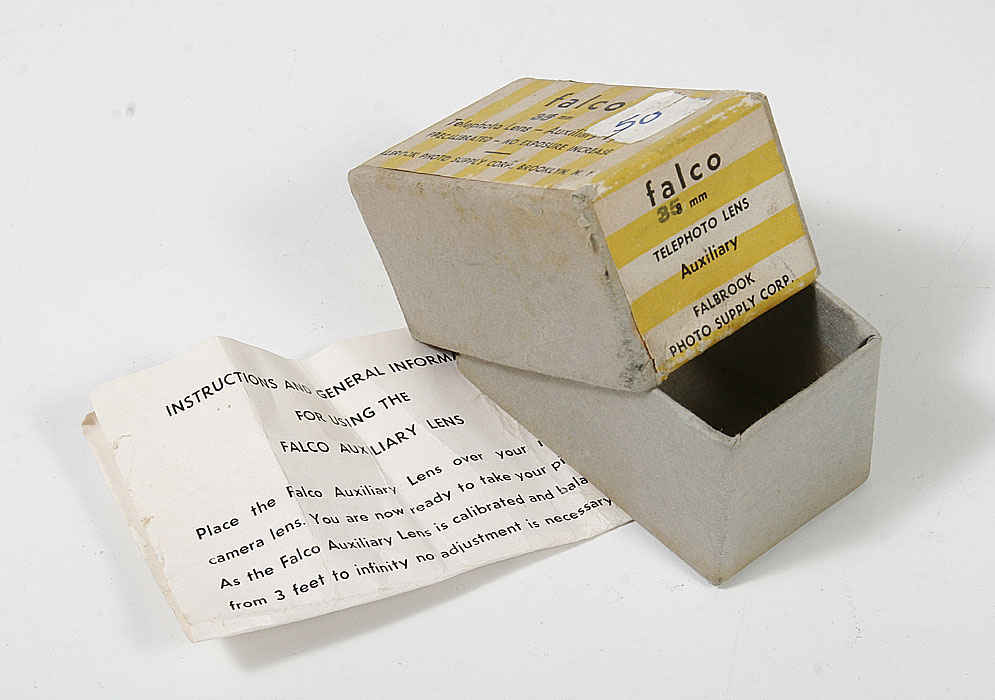 falco
mm
Telephoto Lens – Auxiliary
PRECALIBRATED – NO EXPOSURE INCREASE
PHOTO SUPPLY CORP. BROOKLYN, N.Y.
50
falco
35 mm
TELEPHOTO LENS
Auxiliary
FALBROOK
PHOTO SUPPLY CORP.
INSTRUCTIONS AND GENERAL INFORMA
FOR USING THE
FALCO AUXILIARY LENS
Place the Falco Auxiliary Lens over your
camera lens. You are now ready to take your
As the Falco Auxiliary Lens is calibrated and bala
from 3 feet to infinity no adjustment is necessary